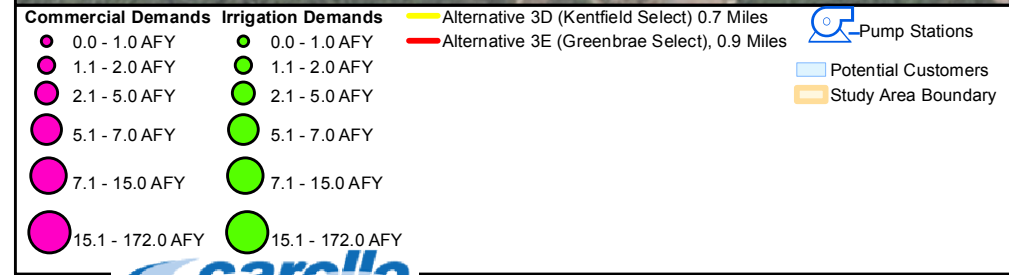 Commercial Demands
0.0 - 1.0 AFY
1.1 - 2.0 AFY
2.1 - 5.0 AFY
5.1 - 7.0 AFY
7.1 - 15.0 AFY
15.1 - 172.0 AFY
Irrigation Demands
0.0 - 1.0 AFY
1.1 - 2.0 AFY
2.1 - 5.0 AFY
5.1 - 7.0 AFY
7.1 - 15.0 AFY
15.1 - 172.0 AFY
Alternative 3D (Kentfield Select) 0.7 Miles
Alternative 3E (Greenbrae Select), 0.9 Miles
Pump Stations
Potential Customers
Study Area Boundary
carollo